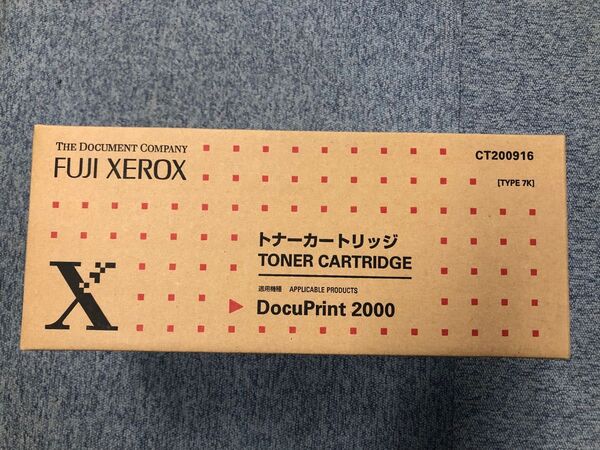 THE DOCUMENT COMPANY
FUJI XEROX
CT200916
[TYPE 7K]
トナーカートリッジ
TONER CARTRIDGE
適用機種 APPLICABLE PRODUCTS
DocuPrint 2000
X